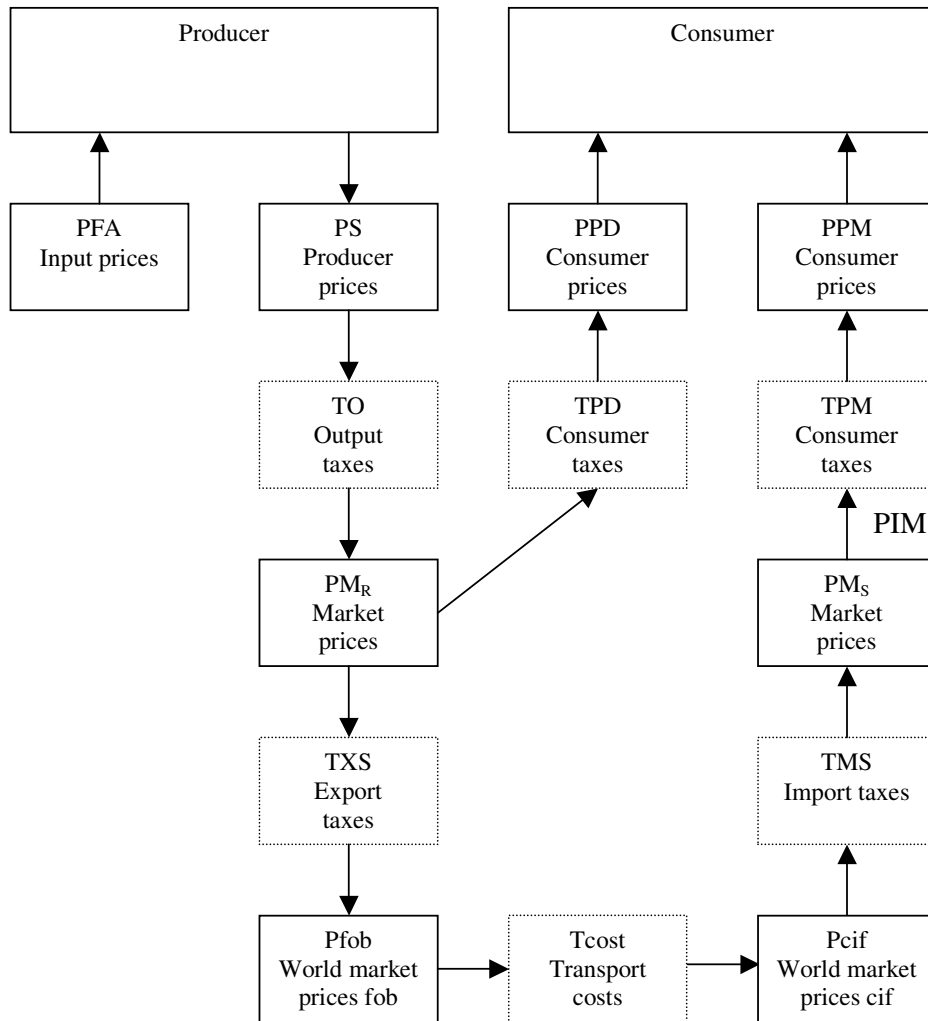 Producer
Consumer
PFA
Input prices
PS
Producer
prices
PPD
Consumer
prices
PPM
Consumer
prices
TO
Output
taxes
TPD
Consumer
taxes
TPM
Consumer
taxes
PIM
PMR
Market
prices
PMS
Market
prices
TXS
Export
taxes
TMS
Import taxes
Pfob
World market
prices fob
Tcost
Transport
costs
Pcif
World market
prices cif